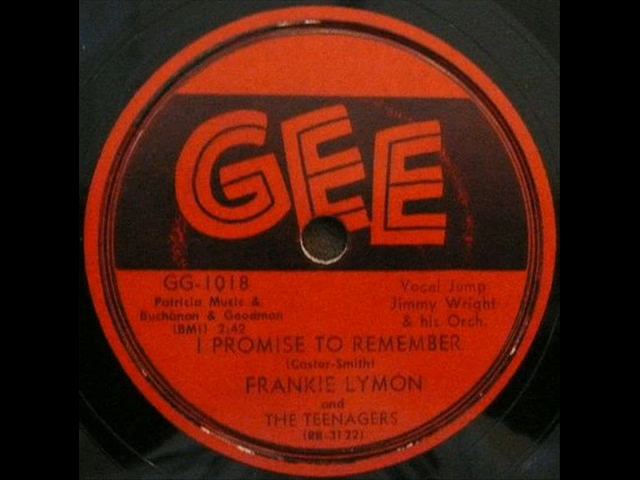 GEE
GG-1018
Patricia Music &
Buchanan & Goodman
(BMI) 2:42
Vocal Jump
Jimmy Wright
& his Orch.
I PROMISE TO REMEMBER
(Castor-Smith)
FRANKIE LYMON
and
THE TEENAGERS
(RR-3122)